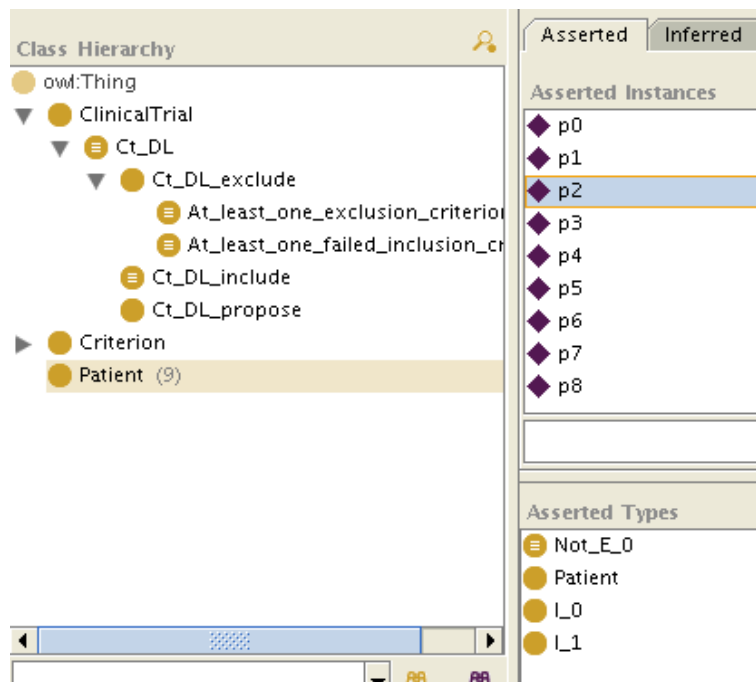 Class Hierarchy
owl:Thing
ClinicalTrial
Ct_DL
Ct_DL_exclude
At_least_one_exclusion_criterio
At_least_one_failed_inclusion_cr
Ct_DL_include
Ct_DL_propose
Criterion
Patient (9)
Asserted Inferred
Asserted Instances
p0
p1
p2
p3
p4
p5
p6
p7
p8
Asserted Types
Not_E_0
Patient
I_0
I_1